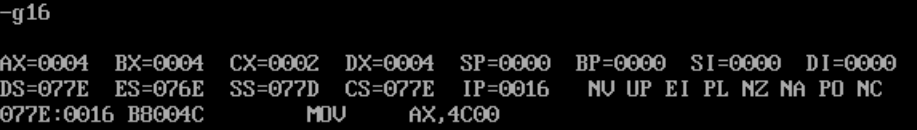 -g16
AX=0004 BX=0004 CX=0002 DX=0004 SP=0000 BP=0000 SI=0000 DI=0000
DS=077E ES=076E SS=077D CS=077E IP=0016 NV UP EI PL NZ NA PO NC
077E:0016 B8004C MOV AX,4C00